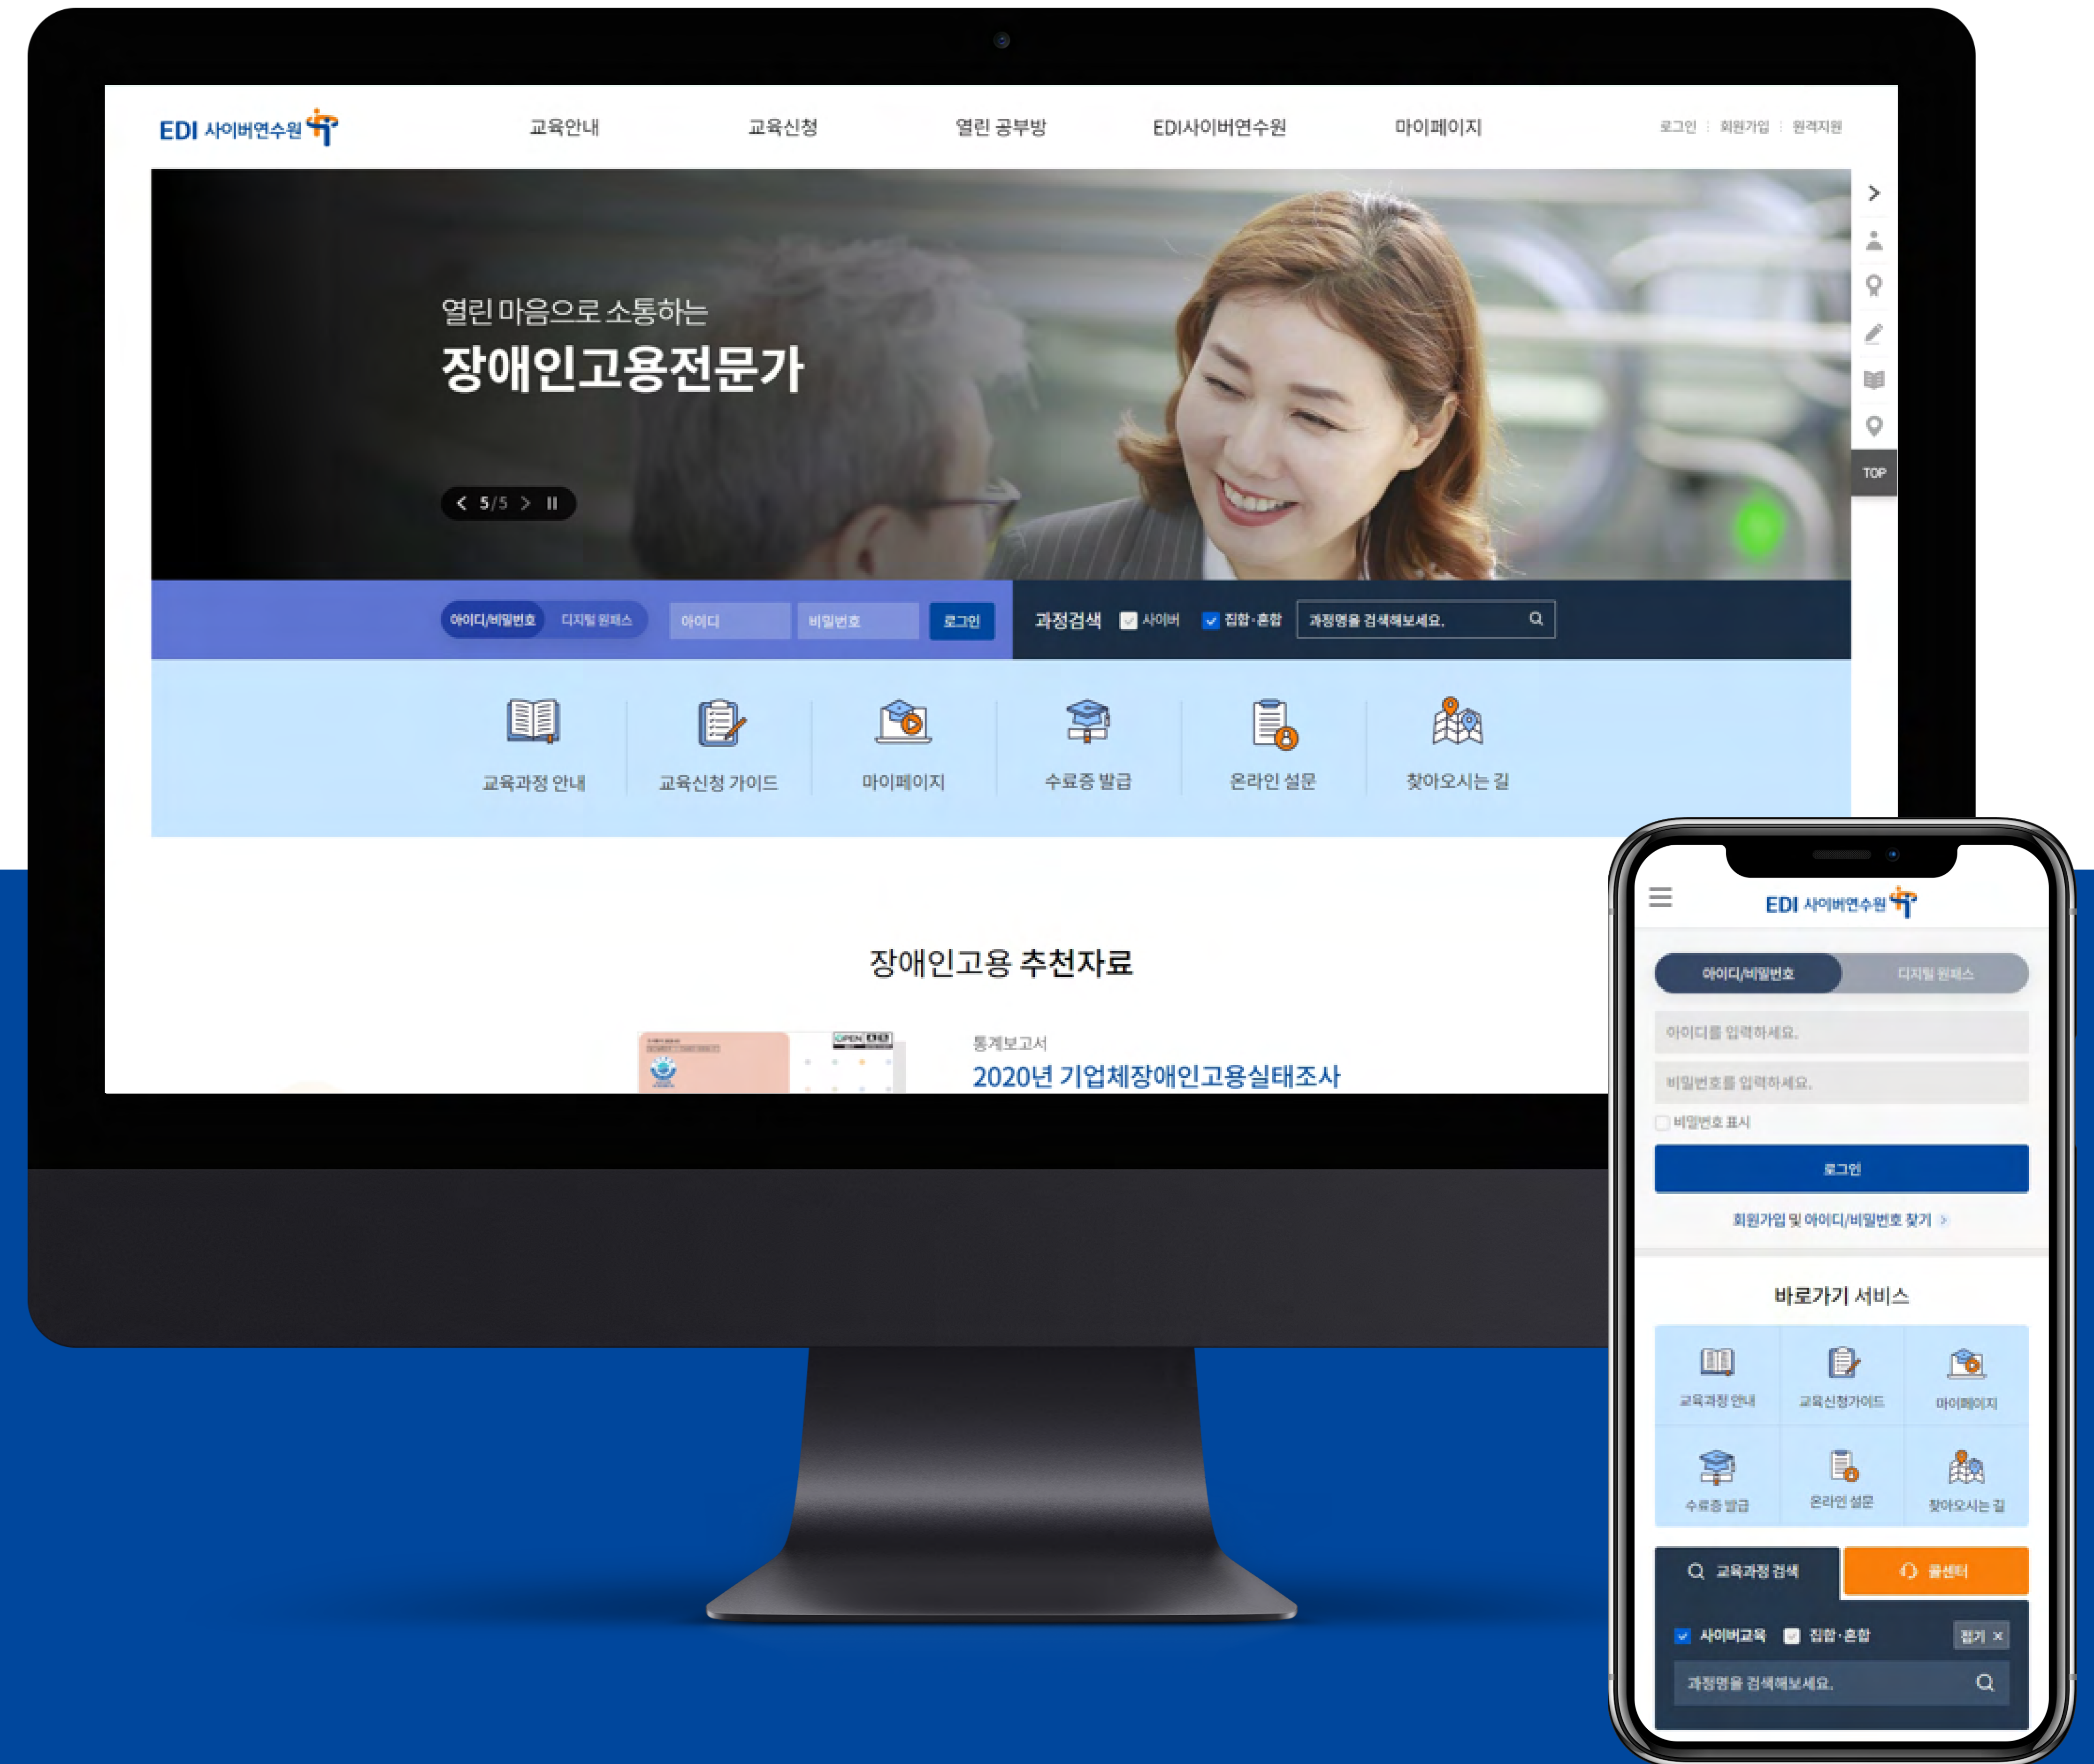 EDI 사이버연수원
교육안내
교육신청
열린 공부방
EDI사이버연수원
마이페이지
로그인
회원가입
원격지원
열린 마음으로 소통하는
장애인고용전문가
5/5
TOP
아이디/비밀번호
디지털 원패스
아이디
비밀번호
로그인
과정검색
사이버
집합·혼합
과정명을 검색해보세요.
교육과정 안내
교육신청 가이드
마이페이지
수료증 발급
온라인 설문
찾아오시는 길
장애인고용 추천자료
OPEN
통계보고서
2020년 기업체장애인고용실태조사
EDI 사이버연수원
아이디/비밀번호
디지털 원패스
아이디를 입력하세요.
비밀번호를 입력하세요.
비밀번호 표시
로그인
회원가입 및 아이디/비밀번호 찾기 >
바로가기 서비스
교육과정 안내
교육신청가이드
마이페이지
수료증 발급
온라인 설문
찾아오시는 길
교육과정 검색
콜센터
사이버교육
집합·혼합
접기 ×
과정명을 검색해보세요.